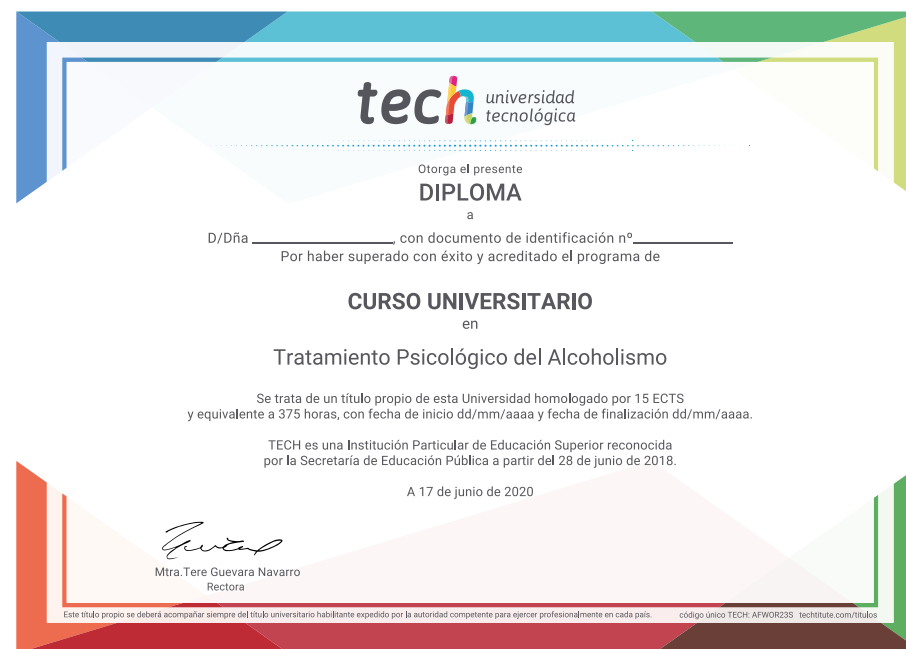 tech universidad
tecnológica
Otorga el presente
DIPLOMA
a
D/Dña ____________________, con documento de identificación nº______________
Por haber superado con éxito y acreditado el programa de
CURSO UNIVERSITARIO
en
Tratamiento Psicológico del Alcoholismo
Se trata de un título propio de esta Universidad homologado por 15 ECTS
y equivalente a 375 horas, con fecha de inicio dd/mm/aaaa y fecha de finalización dd/mm/aaaa.
TECH es una Institución Particular de Educación Superior reconocida
por la Secretaría de Educación Pública a partir del 28 de junio de 2018.
A 17 de junio de 2020
Mtra.Tere Guevara Navarro
Rectora
Este título propio se deberá acompañar siempre del título universitario habilitante expedido por la autoridad competente para ejercer profesionalmente en cada país. código único TECH: AFWOR23S techtitute.com/titulos